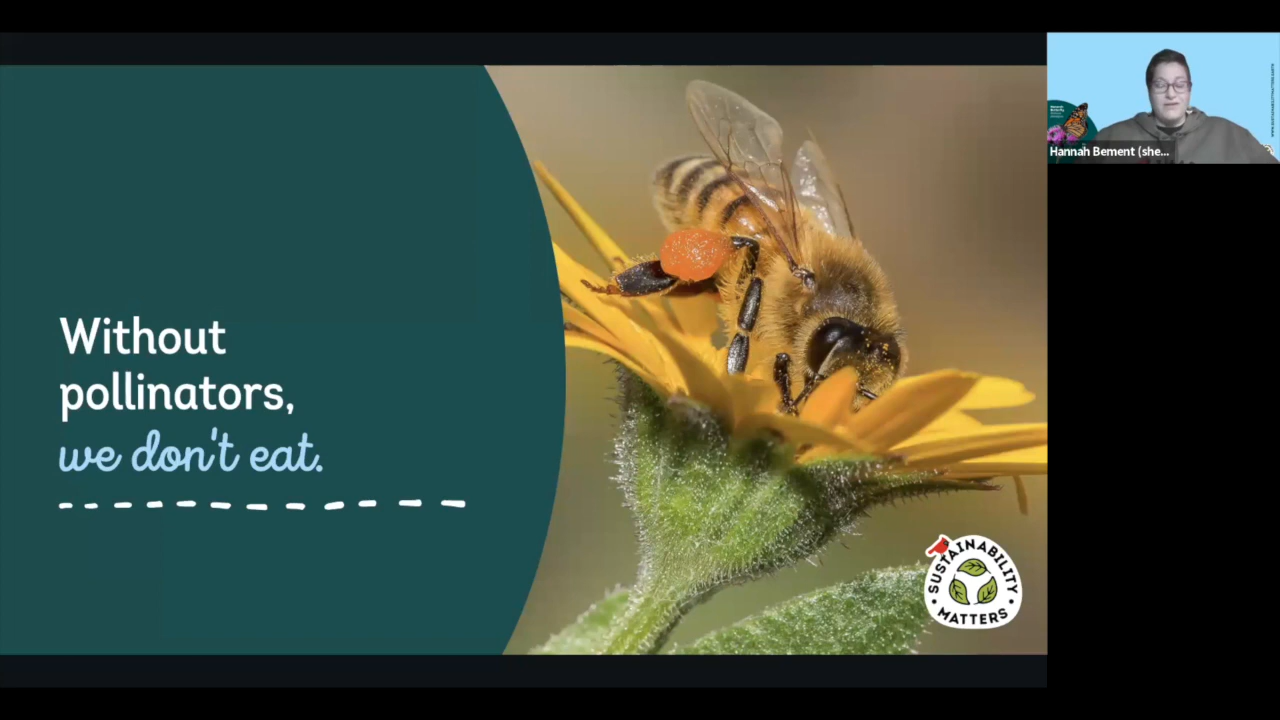 Without
pollinators,
we don't eat.
SUSTAINABILITY
MATTERS
Hannah Bement (she...